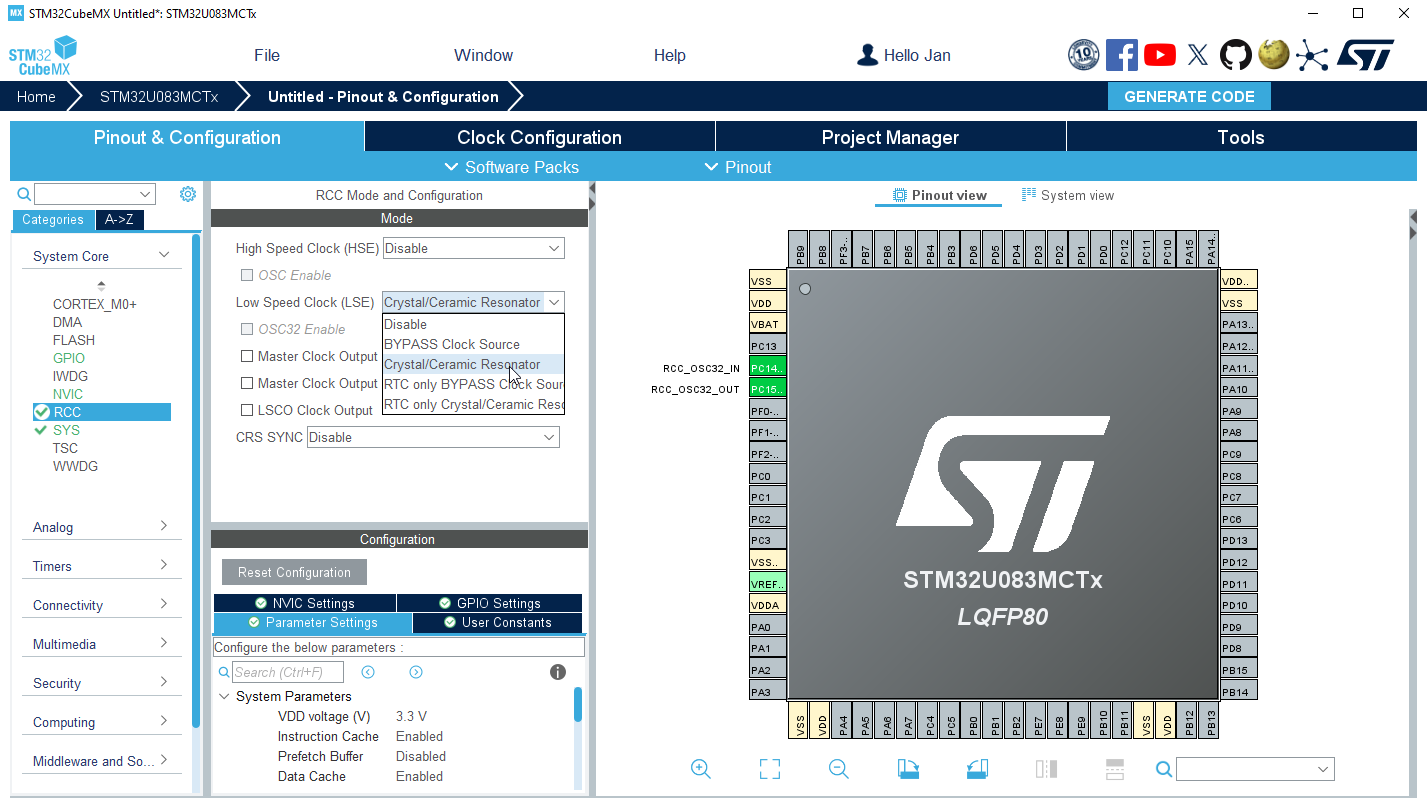 MX STM32CubeMX Untitled*: STM32U083MCTx
STM32
CubeMX
File
Window
Help
Hello Jan
10
ST
Home
STM32U083MCTx
Untitled - Pinout & Configuration
GENERATE CODE
Pinout & Configuration
Clock Configuration
Project Manager
Tools
Software Packs
Pinout
Categories
A->Z
System Core
CORTEX_M0+
DMA
FLASH
GPIO
IWDG
NVIC
RCC
SYS
TSC
WWDG
Analog
Timers
Connectivity
Multimedia
Security
Computing
Middleware and So...
RCC Mode and Configuration
Mode
High Speed Clock (HSE) Disable
OSC Enable
Low Speed Clock (LSE) Crystal/Ceramic Resonator
Disable
BYPASS Clock Source
Crystal/Ceramic Resonator
RTC only BYPASS Clock Sour
RTC only Crystal/Ceramic Reso
OSC32 Enable
Master Clock Output
Master Clock Output
LSCO Clock Output
CRS SYNC Disable
Configuration
Reset Configuration
NVIC Settings
GPIO Settings
Parameter Settings
User Constants
Configure the below parameters :
Search (Ctrl+F)
System Parameters
VDD voltage (V) 3.3 V
Instruction Cache Enabled
Prefetch Buffer Disabled
Data Cache Enabled
Pinout view
System view
PB9 PB8 PF3-.. PB7 PB6 PB5 PB4 PB3 PD6 PD5 PD4 PD3 PD2 PD1 PD0 PC12 PC11 PC10 PA15 PA14..
VSS
VDD
VBAT
PC13
RCC_OSC32_IN PC14..
RCC_OSC32_OUT PC15..
PF0-..
PF1-..
PF2-..
PC0
PC1
PC2
PC3
VSS..
VREF..
VDDA
PA0
PA1
PA2
PA3
ST
STM32U083MCTx
LQFP80
VDD..
VSS
PA13..
PA12..
PA11..
PA10
PA9
PA8
PC9
PC8
PC7
PC6
PD13
PD12
PD11
PD10
PD9
PD8
PB15
PB14
VSS VDD PA4 PA5 PA6 PA7 PC4 PC5 PB0 PB1 PB2 PE7 PE8 PE9 PB10 PB11 VSS VDD PB12 PB13